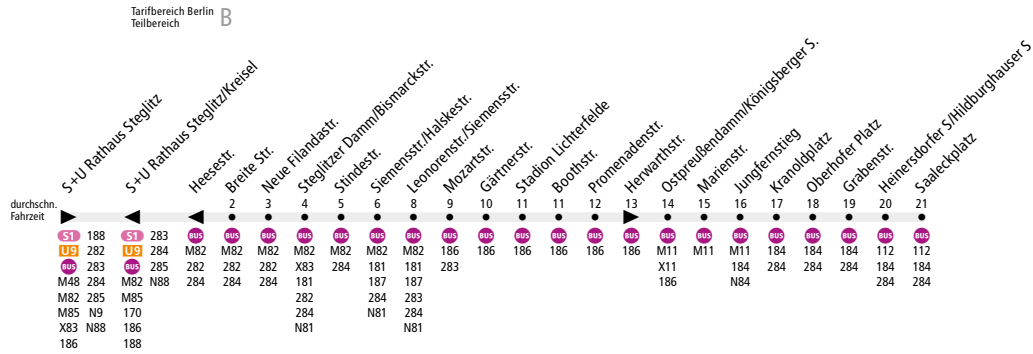 Tarifbereich Berlin
Teilbereich
B
S+U Rathaus Steglitz
S+U Rathaus Steglitz/Kreisel
Heesestr.
Breite Str.
Neue Filandastr.
Steglitzer Damm/Bismarckstr.
Stindestr.
Siemensstr./Halskestr.
Leonorenstr./Siemensstr.
Mozartstr.
Gärtnerstr.
Stadion Lichterfelde
Boothstr.
Promenadenstr.
Herwarthstr.
Ostpreußendamm/Königsberger S.
Marienstr.
Jungfernstieg
Kranoldplatz
Oberhofer Platz
Grabenstr.
Heinersdorfer S/Hildburghauser S
Saaleckplatz
durchschn. 2 3 4 5 6 8 9 10 11 11 12 13 14 15 16 17 18 19 20 21
Fahrzeit
S1 188 S1 283 BUS BUS BUS BUS BUS BUS BUS BUS BUS BUS BUS BUS BUS BUS BUS BUS BUS BUS BUS BUS BUS
U9 282 U9 284 M82 M82 M82 M82 M82 M82 M82 186 186 186 186 186 186 M11 M11 M11 184 184 184 112 112
BUS 283 BUS 285 282 282 282 X83 284 181 181 283 X11 184 284 284 284 184 184
M48 284 M82 N88 284 284 284 181 187 187 186 N84 284 284
M82 285 M85 282 284 283
M85 N9 170 284 N81 284
X83 N88 186 N81 N81
186 188